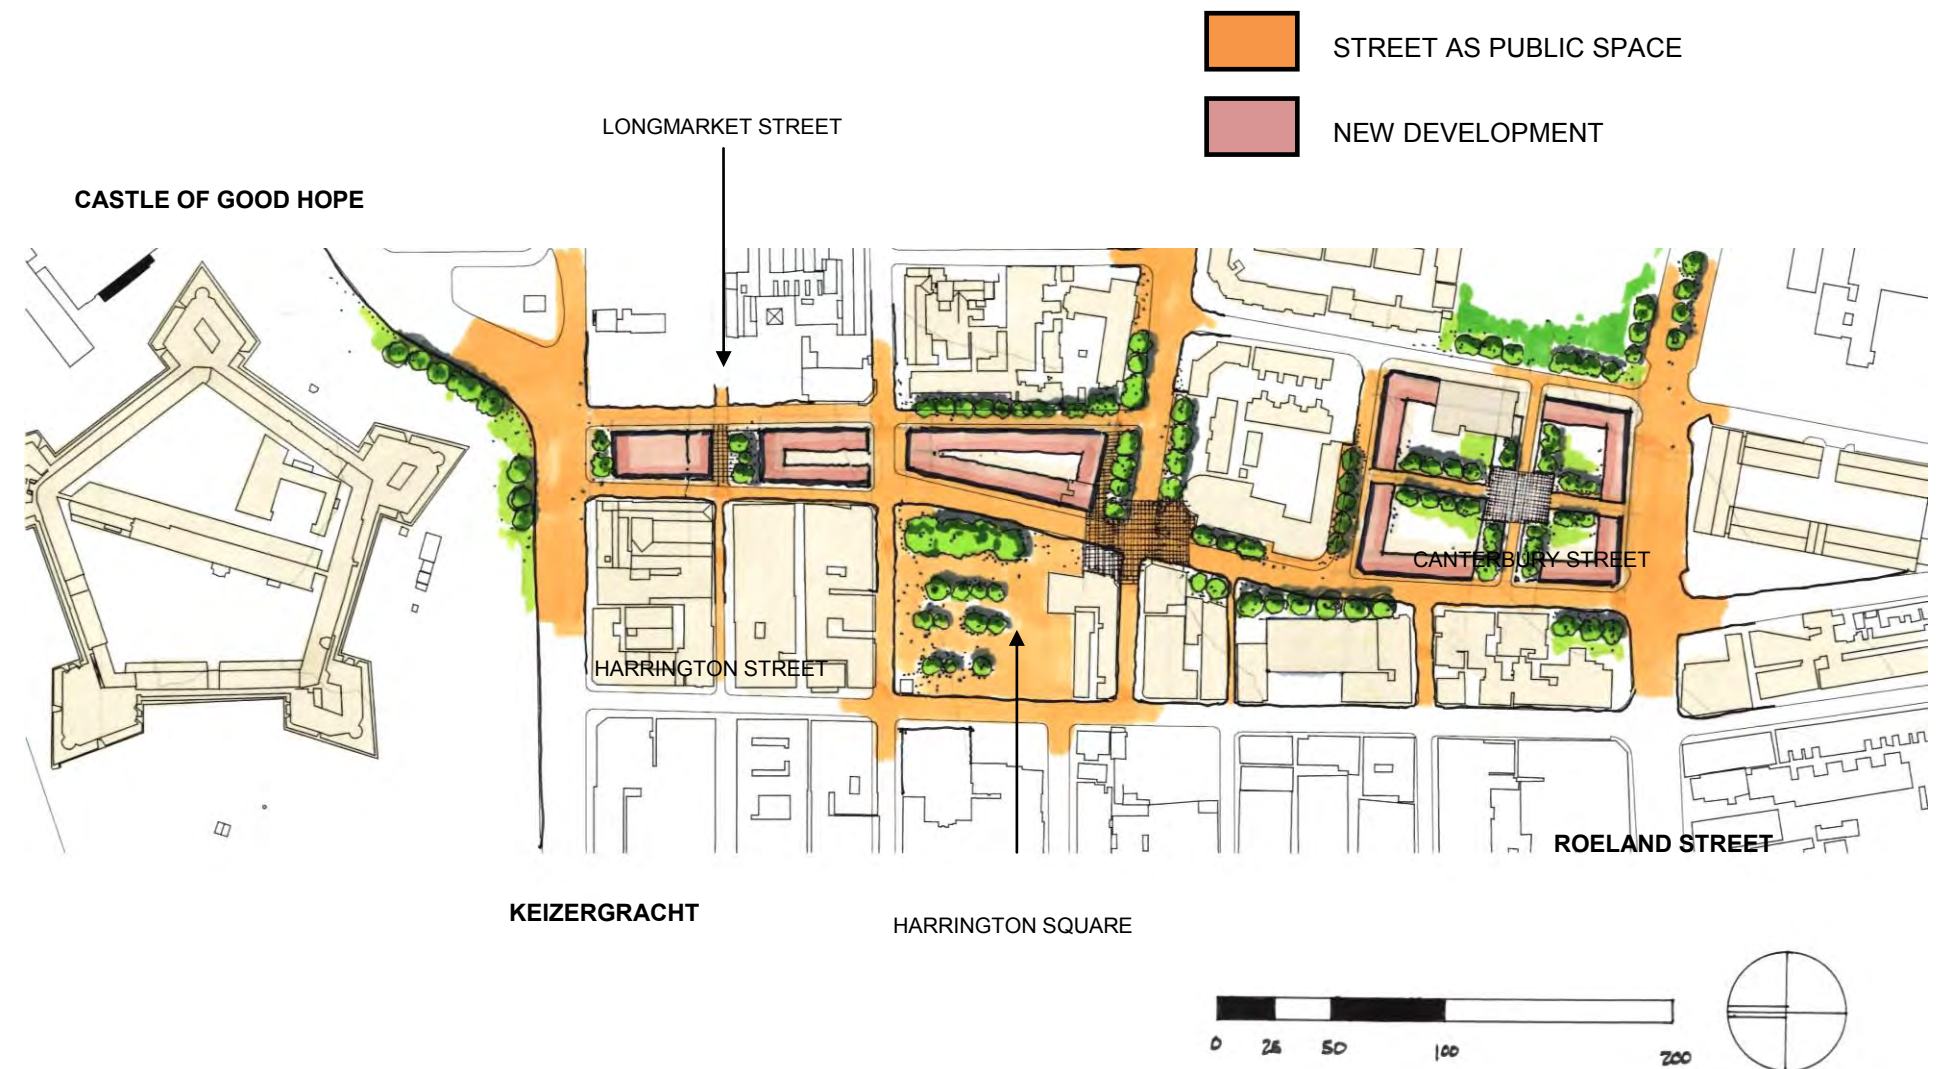 STREET AS PUBLIC SPACE
NEW DEVELOPMENT
LONGMARKET STREET
CASTLE OF GOOD HOPE
CANTERBURY STREET
HARRINGTON STREET
ROELAND STREET
KEIZERGRACHT
HARRINGTON SQUARE
0 25 50 100 200